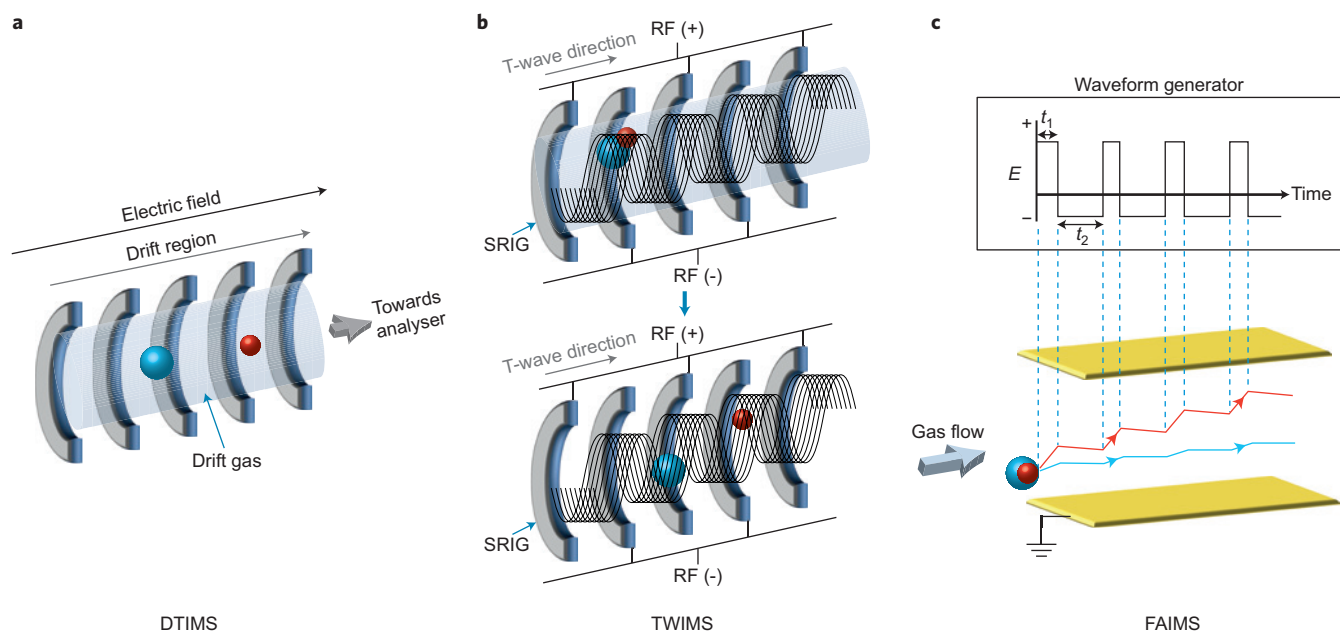 a
Electric field
Drift region
Towards
analyser
Drift gas
DTIMS
b
RF (+)
T-wave direction
SRIG
RF (-)
RF (+)
T-wave direction
SRIG
RF (-)
TWIMS
c
Waveform generator
+
t1
E
Time
–
t2
Gas flow
FAIMS